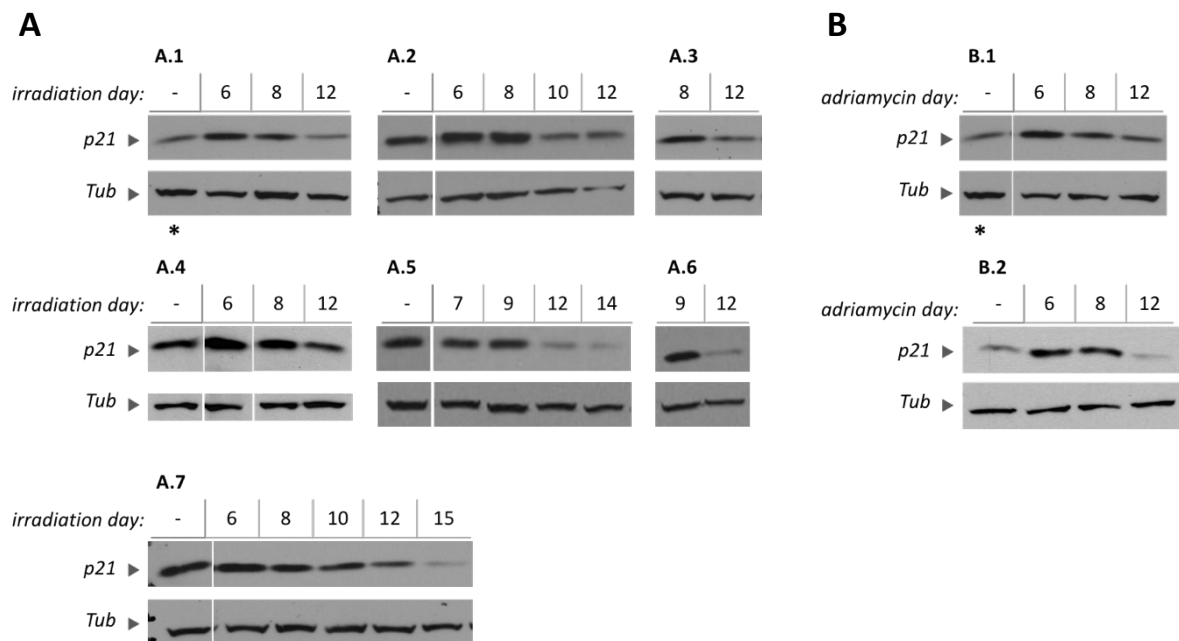 A B
A.1 A.2 A.3 B.1
irradiation day: - 6 8 12 - 6 8 10 12 8 12 adriamycin day: - 6 8 12
p21 p21
Tub Tub
* *
A.4 A.5 A.6 B.2
irradiation day: - 6 8 12 - 7 9 12 14 9 12 adriamycin day: - 6 8 12
p21 p21
Tub Tub
A.7
irradiation day: - 6 8 10 12 15
p21
Tub